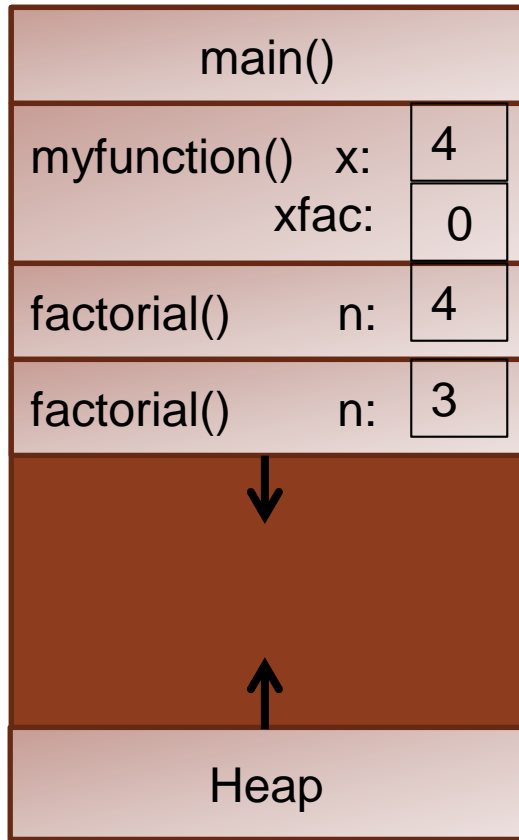 main()
myfunction() x: 4
xfac: 0
factorial() n: 4
factorial() n: 3
Heap